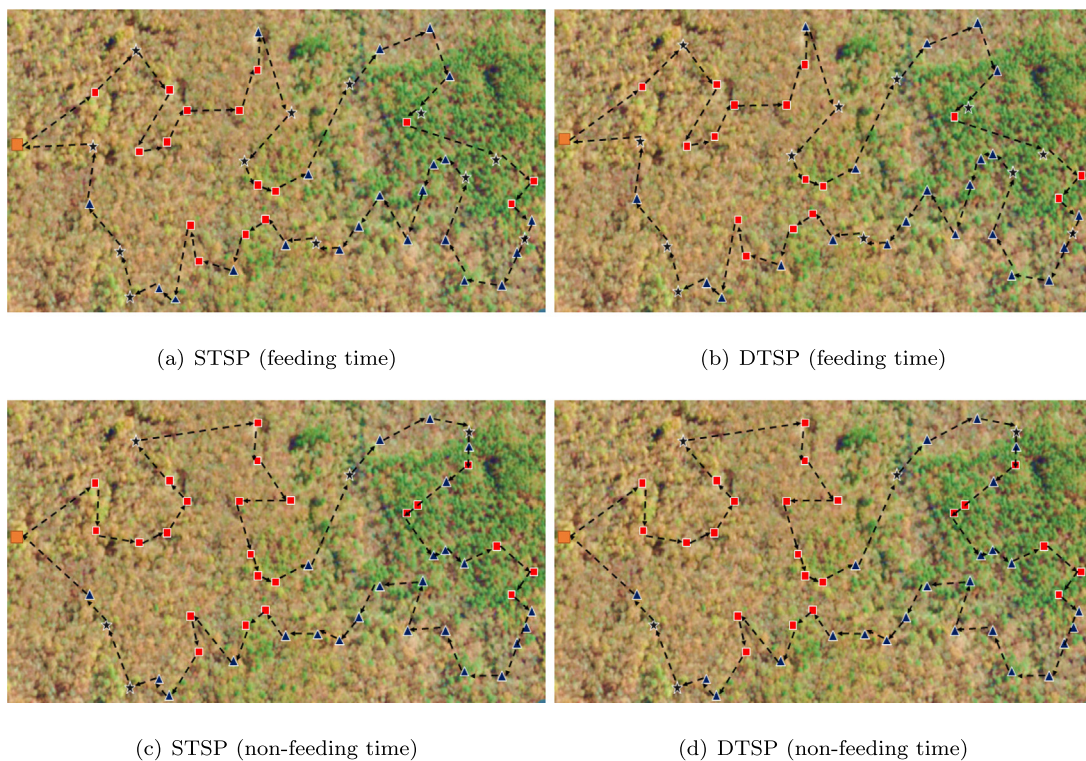 (a) STSP (feeding time)
(b) DTSP (feeding time)
(c) STSP (non-feeding time)
(d) DTSP (non-feeding time)